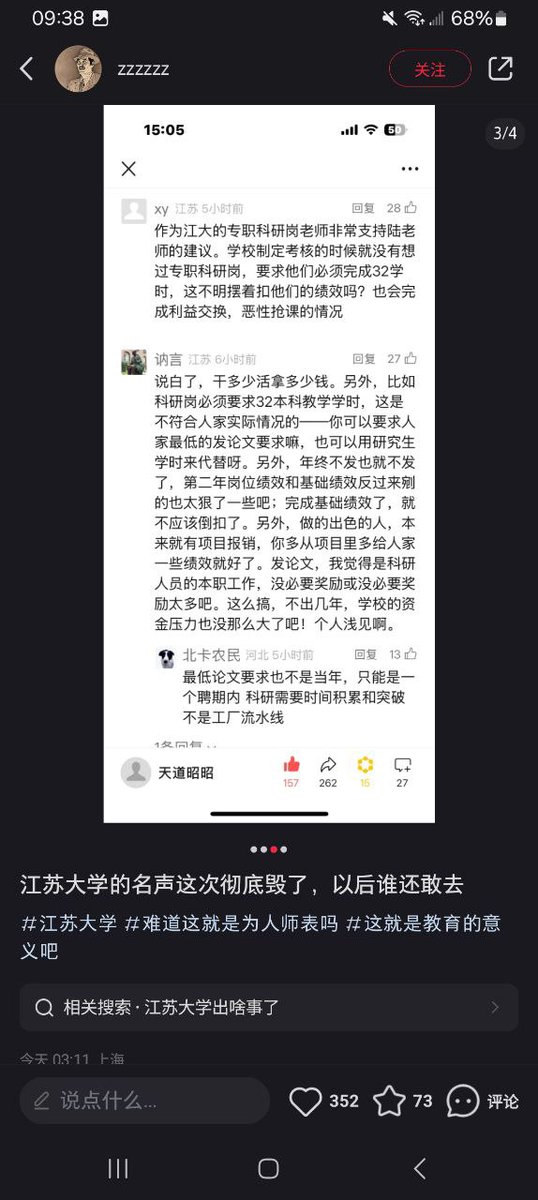 09:38
68%
zzzzzz
关注
3/4
15:05
50
xy 江苏 5小时前 回复 28
作为江大的专职科研岗老师非常支持陆老
师的建议。学校制定考核的时候就没有想
过专职科研岗，要求他们必须完成32学
时，这不明摆着扣他们的绩效吗？也会完
成利益交换，恶性抢课的情况
讷言 江苏 6小时前 回复 27
说白了，干多少活拿多少钱。另外，比如
科研岗必须要求32本科教学学时，这是
不符合人家实际情况的——你可以要求人
家最低的发论文要求嘛，也可以用研究生
学时来代替呀。另外，年终不发也就不发
了，第二年岗位绩效和基础绩效反过来剜
的也太狠了一些吧；完成基础绩效了，就
不应该倒扣了。另外，做的出色的人，本
来就有项目报销，你多从项目里多给人家
一些绩效就好了。发论文，我觉得是科研
人员的本职工作，没必要奖励或没必要奖
励太多吧。这么搞，不出几年，学校的资
金压力也没那么大了吧！个人浅见啊。
北卡农民 河北 5小时前 回复 13
最低论文要求也不是当年，只能是一
个聘期内 科研需要时间积累和突破
不是工厂流水线
1条回复
天道昭昭 157 262 16 27
江苏大学的名声这次彻底毁了，以后谁还敢去
#江苏大学 #难道这就是为人师表吗 #这就是教育的意
义吧
相关搜索·江苏大学出啥事了
今天 03:11 上海
说点什么... 352 73 评论